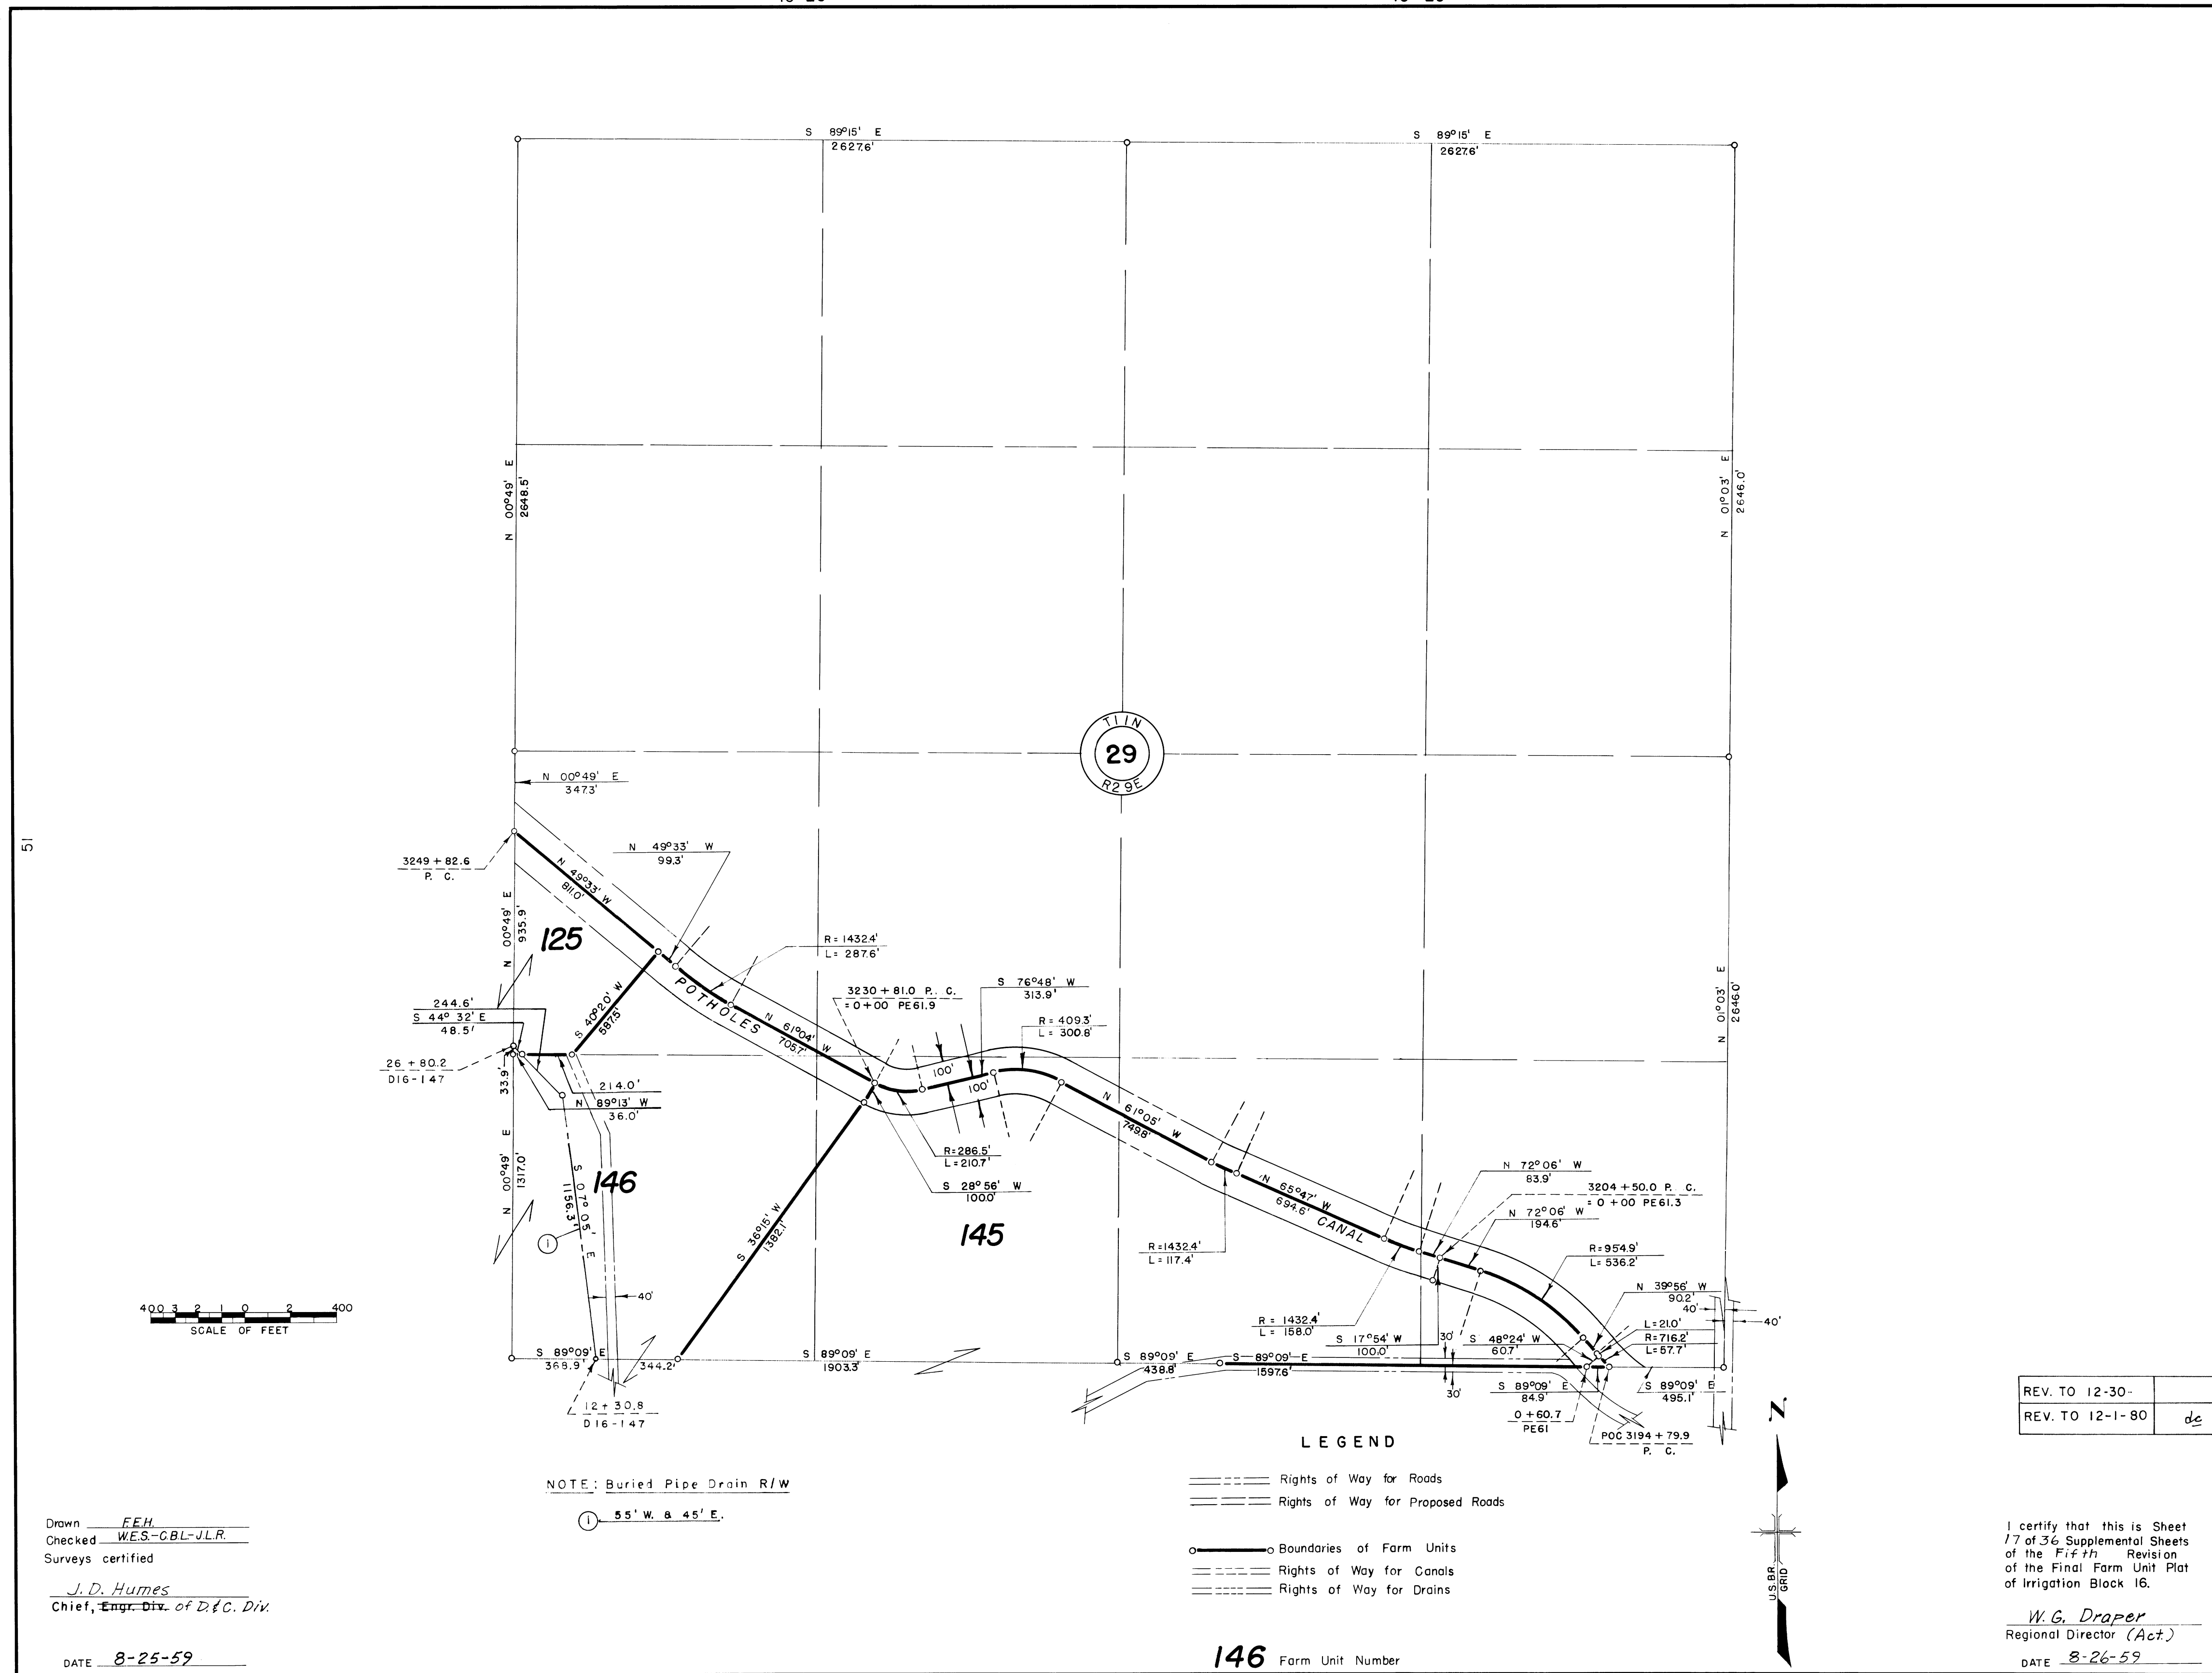 S 89°15' E
2627.6'
S 89°15' E
2627.6'
N 00°49' E
2648.5'
N 01°03' E
2646.0'
T11N
29
R29E
N 00°49' E
347.3'
51
3249 + 82.6
P. C.
N 49°33' W
99.3'
N 49°33' W
811.0'
N 00°49' E
935.9'
125
R = 1432.4'
L = 287.6'
POTHOLES
S 40°20' W
587.5'
244.6'
S 44° 32' E
48.5'
26 + 80.2
D16-147
33.9'
214.0'
N 89°13' W
36.0'
N 61°04' W
705.7'
3230 + 81.0 P. C.
= 0+00 PE61.9
S 76°48' W
313.9'
R = 409.3'
L = 300.8'
100'
100'
N 01°03' E
2646.0'
R=286.5'
L=210.7'
S 28°56' W
100.0'
N 61°05' W
749.8'
N 00°49' E
1317.0'
146
S 07°05' E
1156.3'
1
S 36°15' W
1382.1'
145
R=1432.4'
L = 117.4'
N 65°47' W
694.6'
CANAL
N 72°06' W
83.9'
3204 + 50.0 P. C.
= 0 + 00 PE61.3
N 72°06' W
194.6'
R=954.9'
L= 536.2'
N 39°56' W
90.2'
40'
40'
L=21.0'
R=716.2'
L=57.7'
R = 1432.4'
L = 158.0'
S 17°54' W
100.0'
30'
S 48°24' W
60.7'
40'
400 3 2 1 0 2 400
SCALE OF FEET
S 89°09' E
368.9'
344.2'
S 89°09' E
1903.3'
S 89°09' E
438.8'
S 89°09' E
1597.6'
30'
S 89°09' E
84.9'
S 89°09' E
495.1'
12 + 30.8
D16-147
0 + 60.7
PE61
POC 3194 + 79.9
P. C.
REV. TO 12-30-
REV. TO 12-1-80 dc
N.
U.S.B.R.
GRID
NOTE: Buried Pipe Drain R/W
1 55' W. & 45' E.
LEGEND
Rights of Way for Roads
Rights of Way for Proposed Roads
Boundaries of Farm Units
Rights of Way for Canals
Rights of Way for Drains
146 Farm Unit Number
Drawn F.E.H.
Checked W.E.S.-C.B.L.-J.L.R.
Surveys certified
J. D. Humes
Chief, Engr. Div. of D.&C. Div.
DATE 8-25-59
I certify that this is Sheet
17 of 36 Supplemental Sheets
of the Fifth Revision
of the Final Farm Unit Plat
of Irrigation Block 16.
W. G. Draper
Regional Director (Act.)
DATE 8-26-59